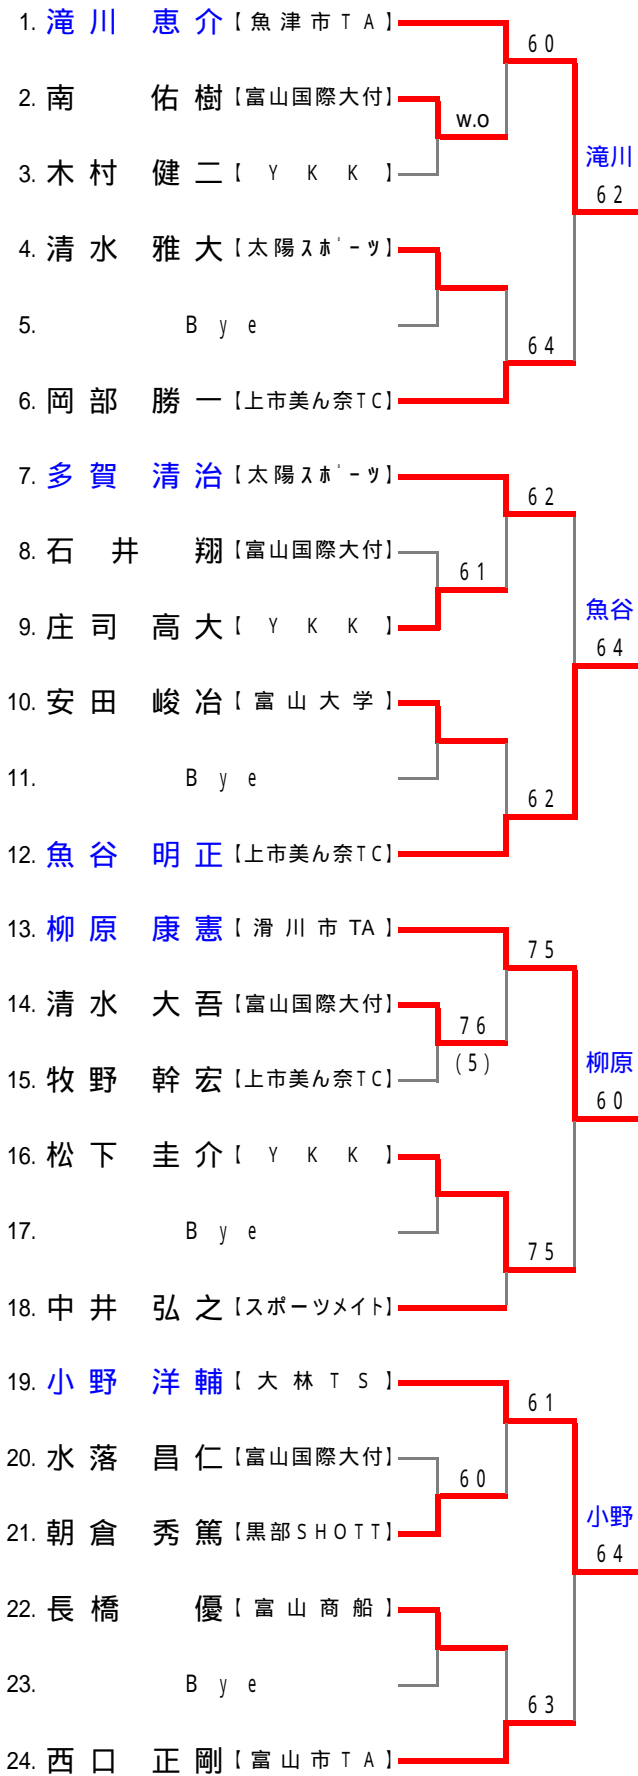 1. 滝川 恵介【魚津市TA】
60
2. 南 佑樹【富山国際大付】
w.o
滝川
3. 木村 健二【YKK】
62
4. 清水 雅大【太陽スポーツ】
5. Bye
64
6. 岡部 勝一【上市美ん奈TC】
7. 多賀 清治【太陽スポーツ】
62
8. 石井 翔【富山国際大付】
61
魚谷
9. 庄司 高大【YKK】
64
10. 安田 峻冶【富山大学】
11. Bye
62
12. 魚谷 明正【上市美ん奈TC】
13. 柳原 康憲【滑川市TA】
75
14. 清水 大吾【富山国際大付】
76
(5)
柳原
15. 牧野 幹宏【上市美ん奈TC】
60
16. 松下 圭介【YKK】
17. Bye
75
18. 中井 弘之【スポーツメイト】
19. 小野 洋輔【大林TS】
61
20. 水落 昌仁【富山国際大付】
60
小野
21. 朝倉 秀篤【黒部SHOTT】
64
22. 長橋 優【富山商船】
23. Bye
63
24. 西口 正剛【富山市TA】